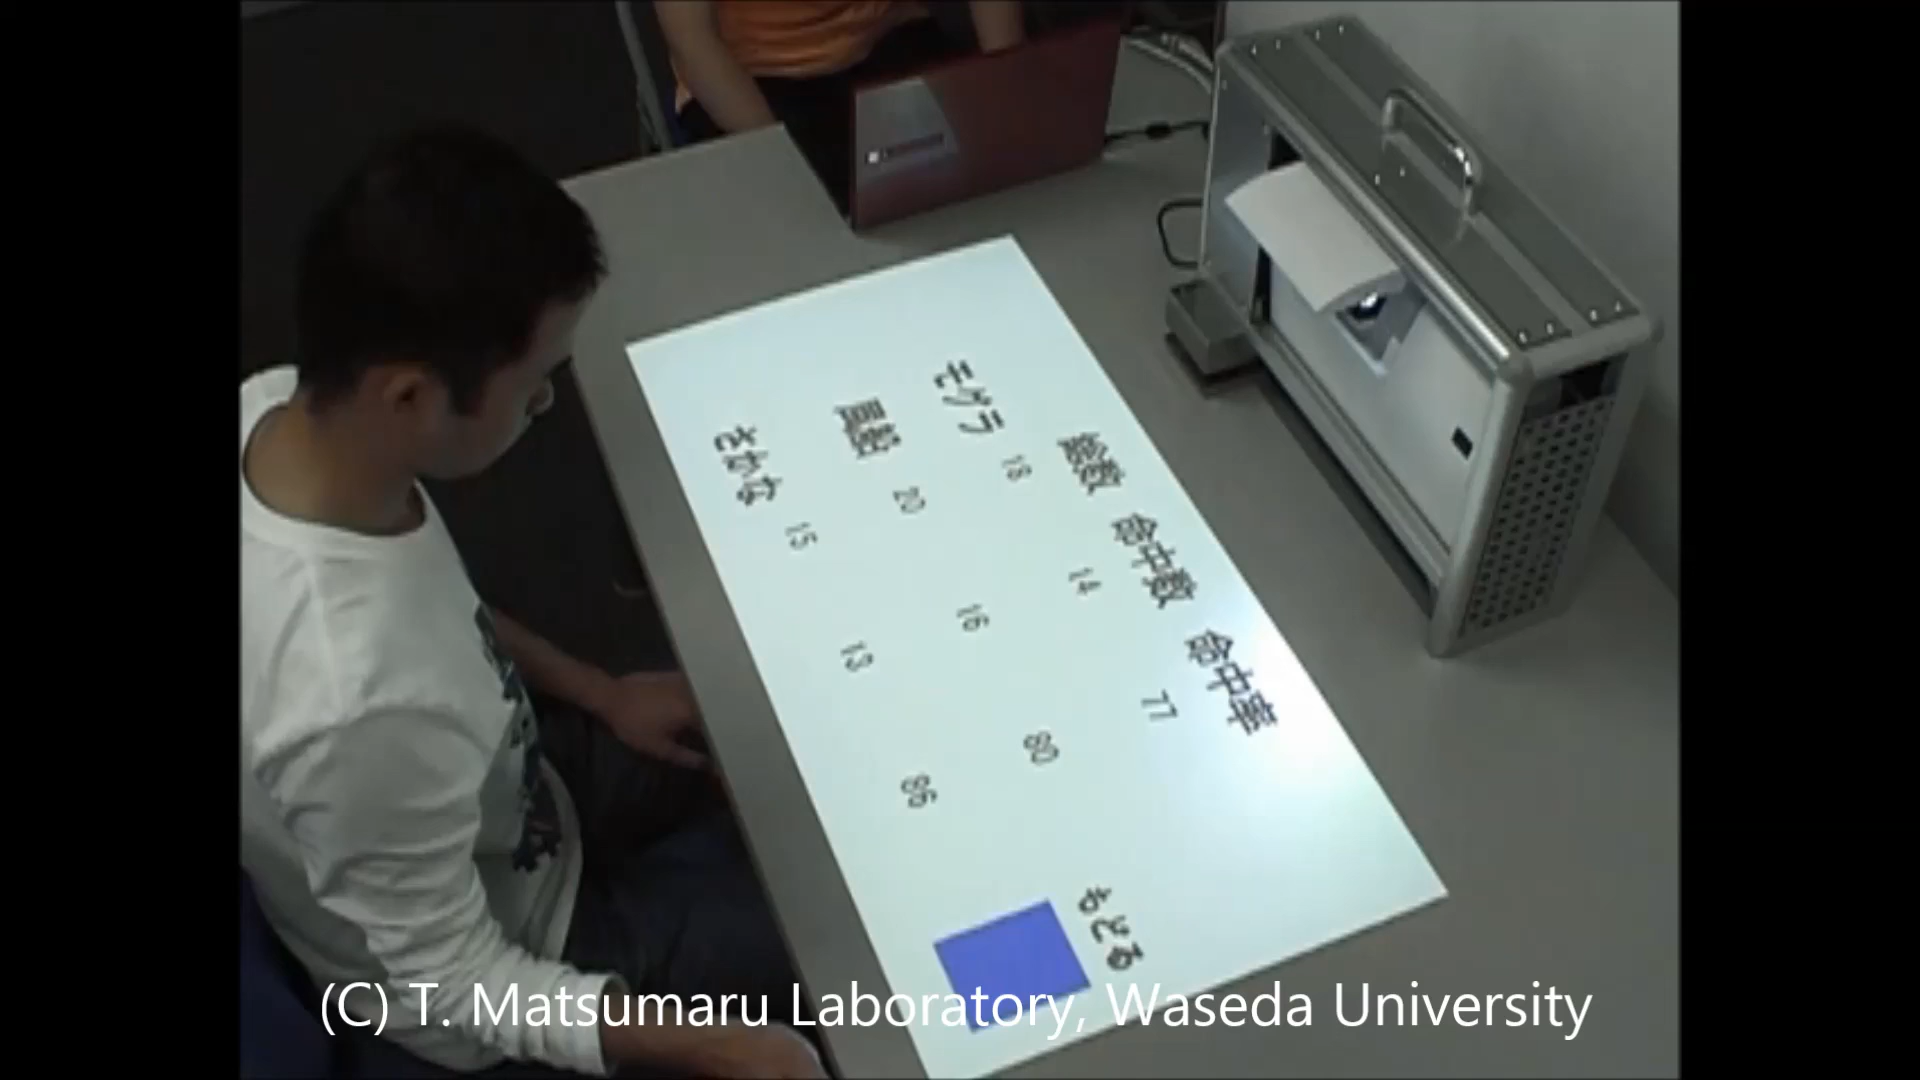 総数 命中数 命中率
モグラ 18 14 77
風船 20 16 80
さかな 15 13 86
もどる
(C) T. Matsumaru Laboratory, Waseda University